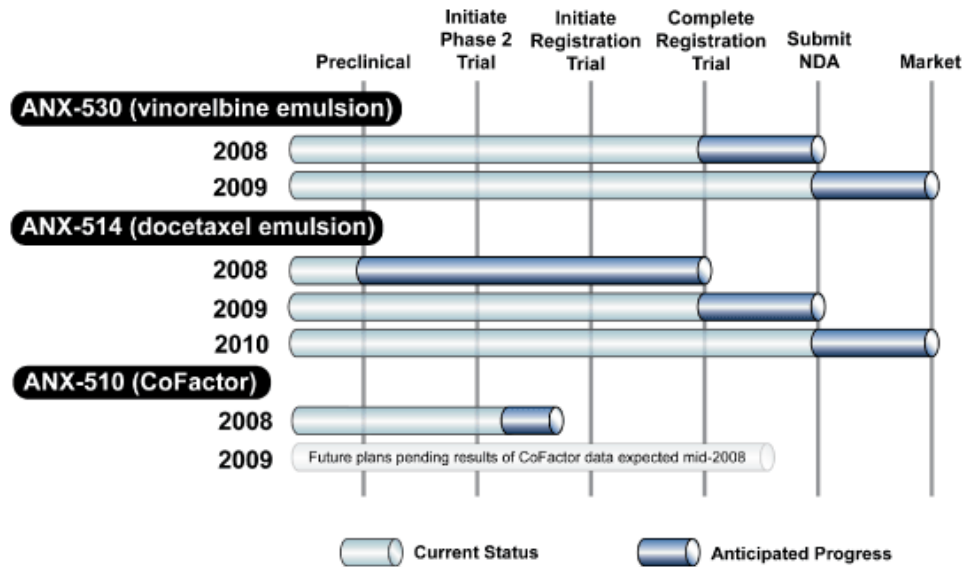 Preclinical
Initiate
Phase 2
Trial
Initiate
Registration
Trial
Complete
Registration
Trial
Submit
NDA
Market
ANX-530 (vinorelbine emulsion)
2008
2009
ANX-514 (docetaxel emulsion)
2008
2009
2010
ANX-510 (CoFactor)
2008
2009
Future plans pending results of CoFactor data expected mid-2008
Current Status
Anticipated Progress